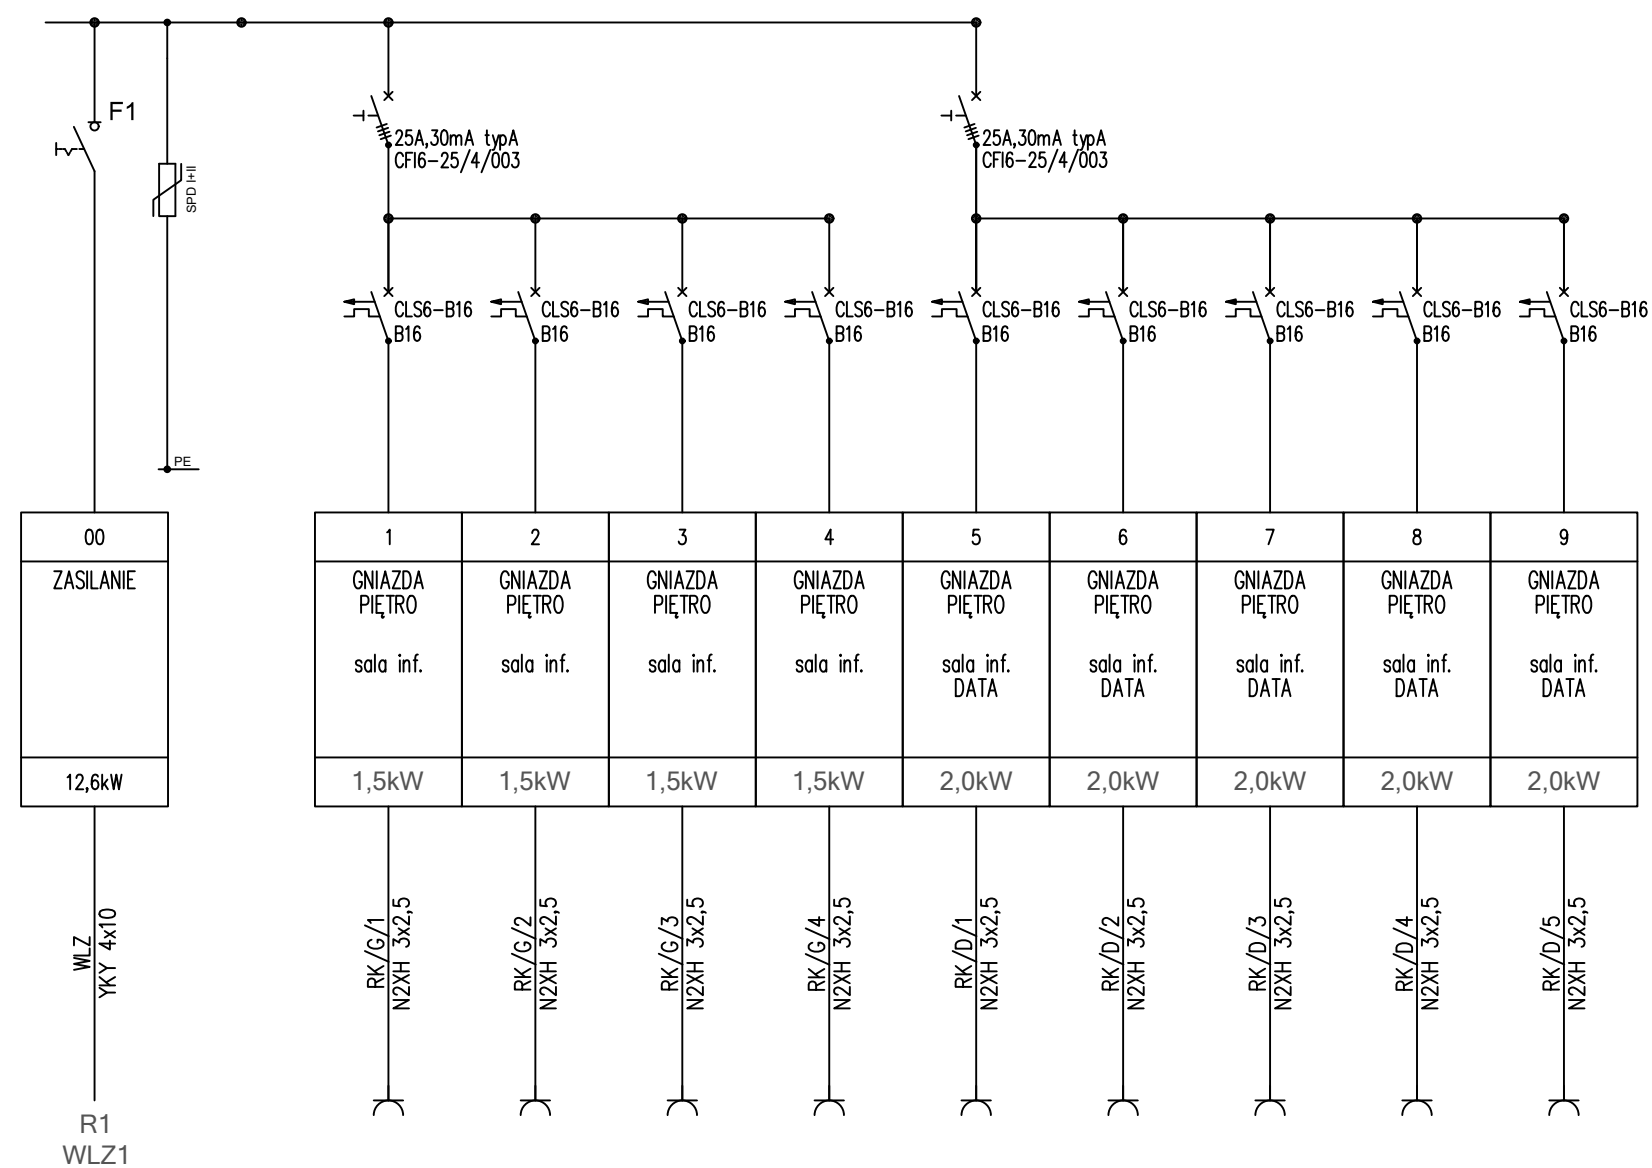 F1
SPD I+II
PE
25A,30mA typA
CFI6-25/4/003
25A,30mA typA
CFI6-25/4/003
CLS6-B16
B16
CLS6-B16
B16
CLS6-B16
B16
CLS6-B16
B16
CLS6-B16
B16
CLS6-B16
B16
CLS6-B16
B16
CLS6-B16
B16
CLS6-B16
B16
00
ZASILANIE
12,6kW
1
GNIAZDA
PIĘTRO
sala inf.
1,5kW
2
GNIAZDA
PIĘTRO
sala inf.
1,5kW
3
GNIAZDA
PIĘTRO
sala inf.
1,5kW
4
GNIAZDA
PIĘTRO
sala inf.
1,5kW
5
GNIAZDA
PIĘTRO
sala inf.
DATA
2,0kW
6
GNIAZDA
PIĘTRO
sala inf.
DATA
2,0kW
7
GNIAZDA
PIĘTRO
sala inf.
DATA
2,0kW
8
GNIAZDA
PIĘTRO
sala inf.
DATA
2,0kW
9
GNIAZDA
PIĘTRO
sala inf.
DATA
2,0kW
WLZ
YKY 4x10
RK/G/1
N2XH 3x2,5
RK/G/2
N2XH 3x2,5
RK/G/3
N2XH 3x2,5
RK/G/4
N2XH 3x2,5
RK/D/1
N2XH 3x2,5
RK/D/2
N2XH 3x2,5
RK/D/3
N2XH 3x2,5
RK/D/4
N2XH 3x2,5
RK/D/5
N2XH 3x2,5
R1
WLZ1